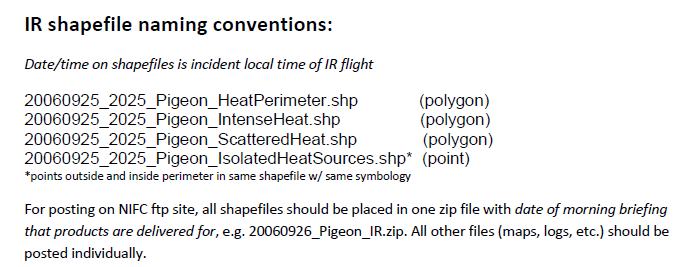 IR shapefile naming conventions:
Date/time on shapefiles is incident local time of IR flight
20060925_2025_Pigeon_HeatPerimeter.shp (polygon)
20060925_2025_Pigeon_IntenseHeat.shp (polygon)
20060925_2025_Pigeon_ScatteredHeat.shp (polygon)
20060925_2025_Pigeon_IsolatedHeatSources.shp* (point)
*points outside and inside perimeter in same shapefile w/ same symbology
For posting on NIFC ftp site, all shapefiles should be placed in one zip file with date of morning briefing
that products are delivered for, e.g. 20060926_Pigeon_IR.zip. All other files (maps, logs, etc.) should be
posted individually.